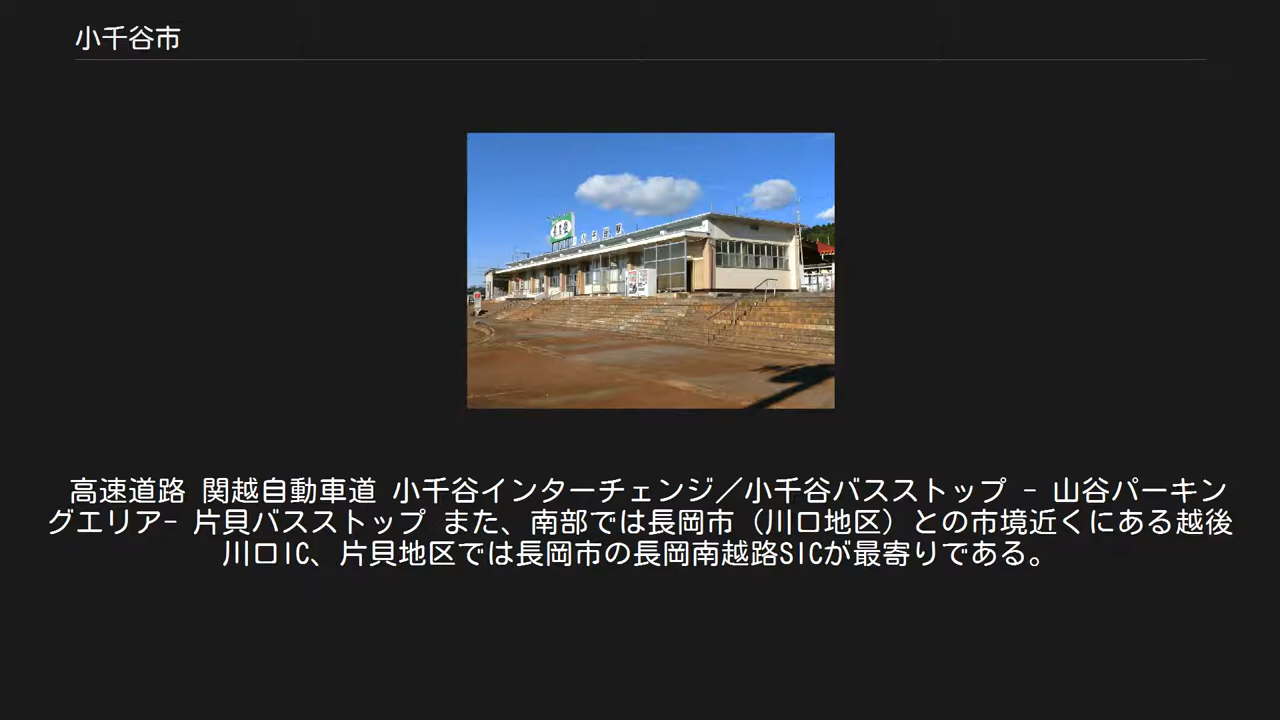 小千谷市
小千谷駅
高速道路 関越自動車道 小千谷インターチェンジ／小千谷バスストップ - 山谷パーキン
グエリア- 片貝バスストップ また、南部では長岡市（川口地区）との市境近くにある越後
川口IC、片貝地区では長岡市の長岡南越路SICが最寄りである。